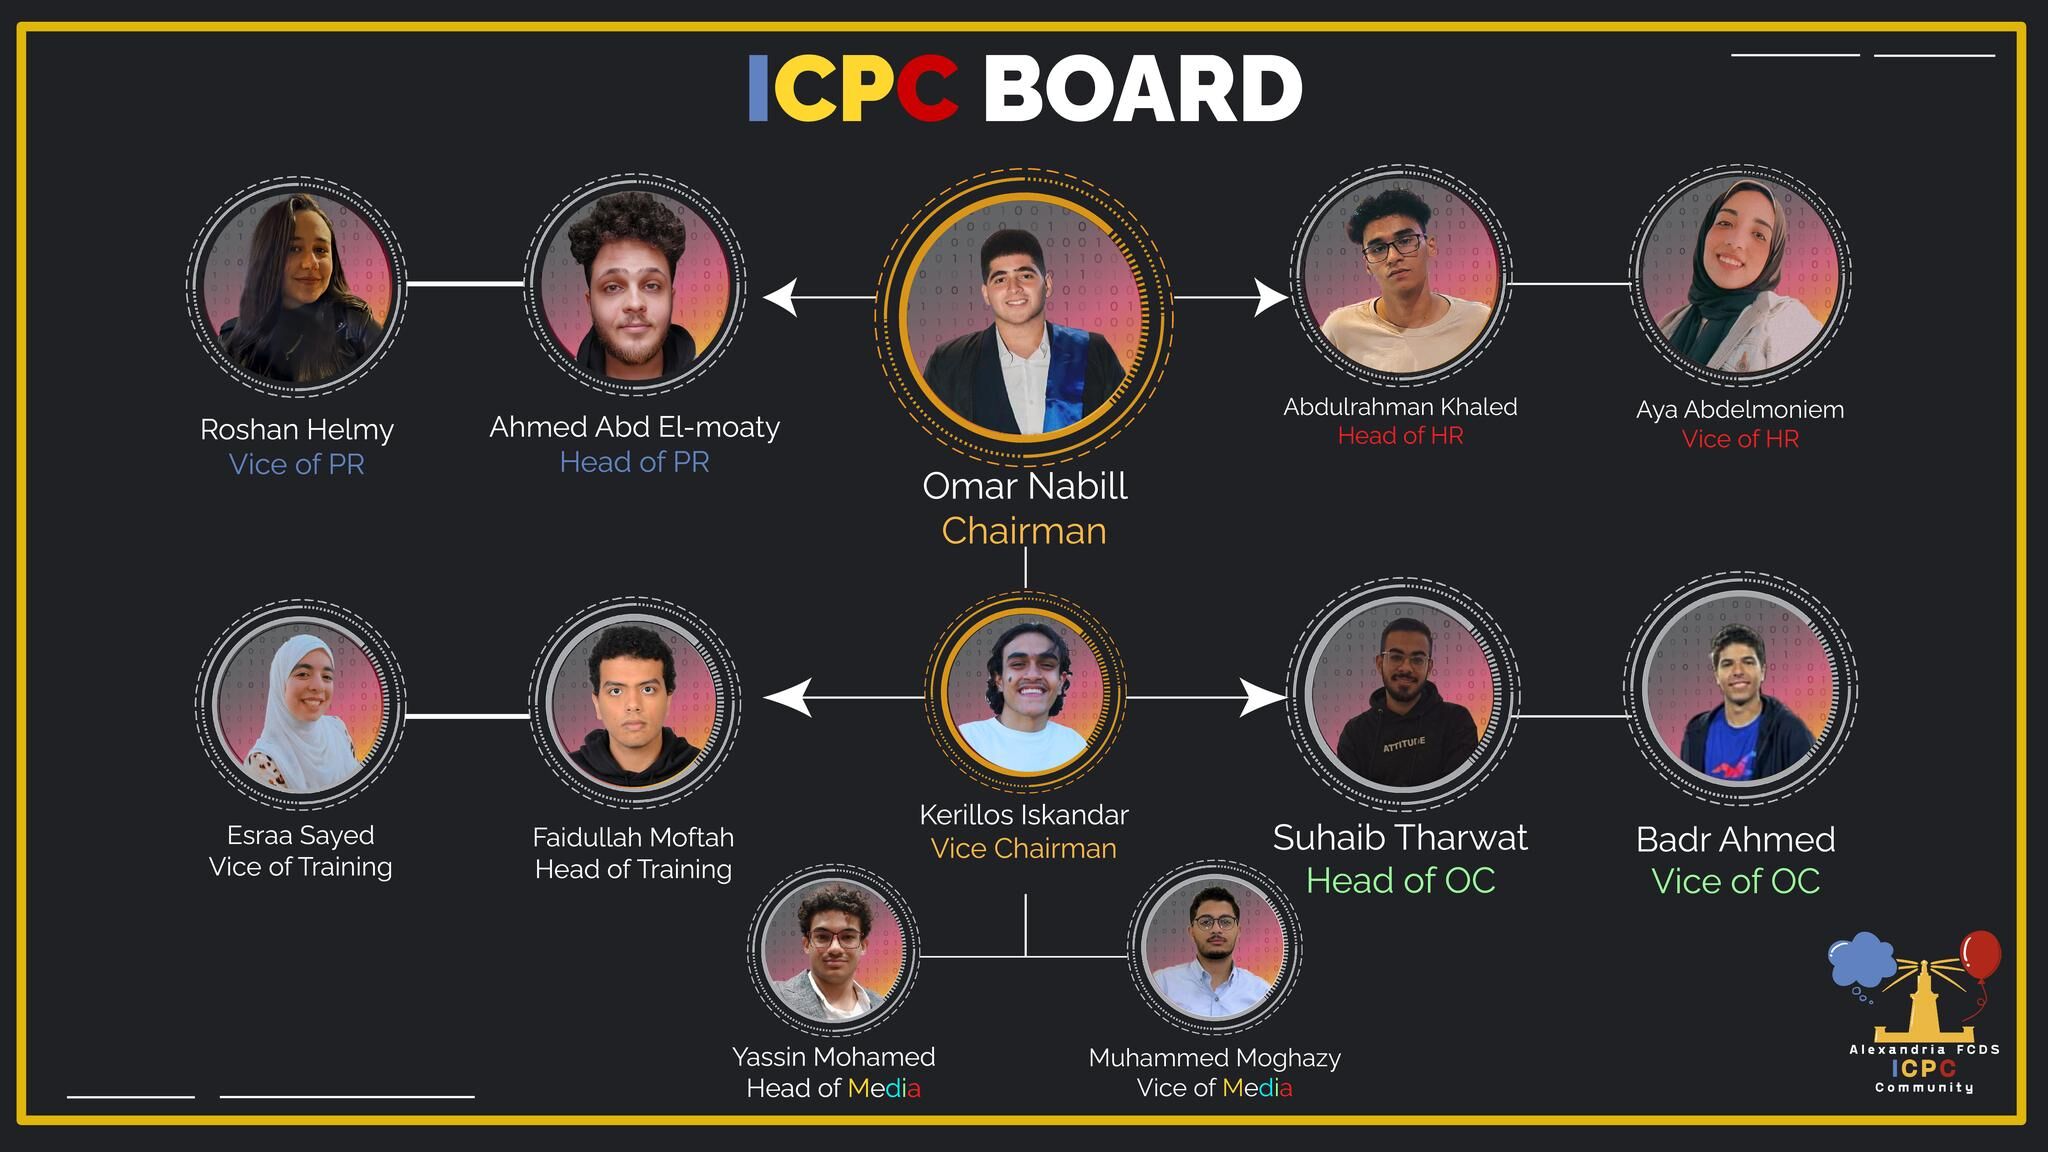 ICPC BOARD
Roshan Helmy
Vice of PR
Ahmed Abd El-moaty
Head of PR
Omar Nabill
Chairman
Abdulrahman Khaled
Head of HR
Aya Abdelmoniem
Vice of HR
Esraa Sayed
Vice of Training
Faidullah Moftah
Head of Training
Kerillos Iskandar
Vice Chairman
Suhaib Tharwat
Head of OC
ATTITUDE
Badr Ahmed
Vice of OC
Yassin Mohamed
Head of Media
Muhammed Moghazy
Vice of Media
Alexandria FCDS
ICPC
Community